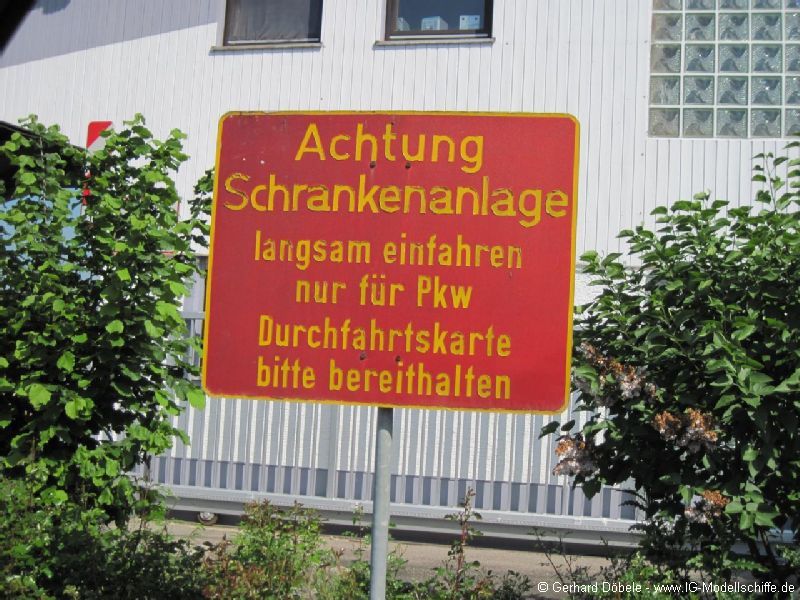 Achtung
Schrankenanlage
langsam einfahren
nur für Pkw
Durchfahrtskarte
bitte bereithalten
© Gerhard Döbele - www.IG-Modellschiffe.de